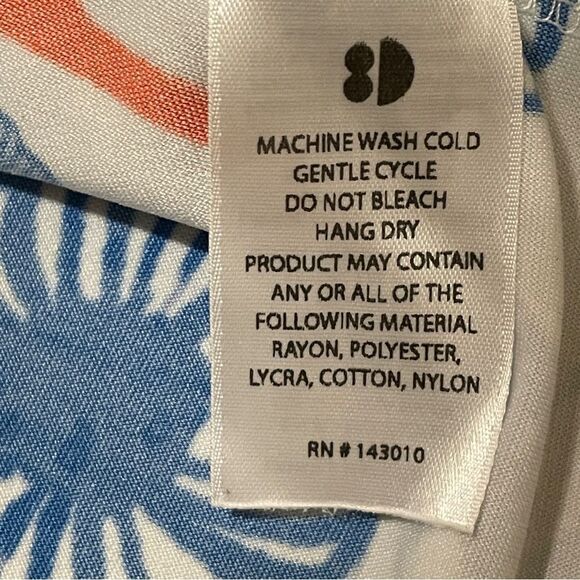 8D
MACHINE WASH COLD
GENTLE CYCLE
DO NOT BLEACH
HANG DRY
PRODUCT MAY CONTAIN
ANY OR ALL OF THE
FOLLOWING MATERIAL
RAYON, POLYESTER,
LYCRA, COTTON, NYLON
RN # 143010